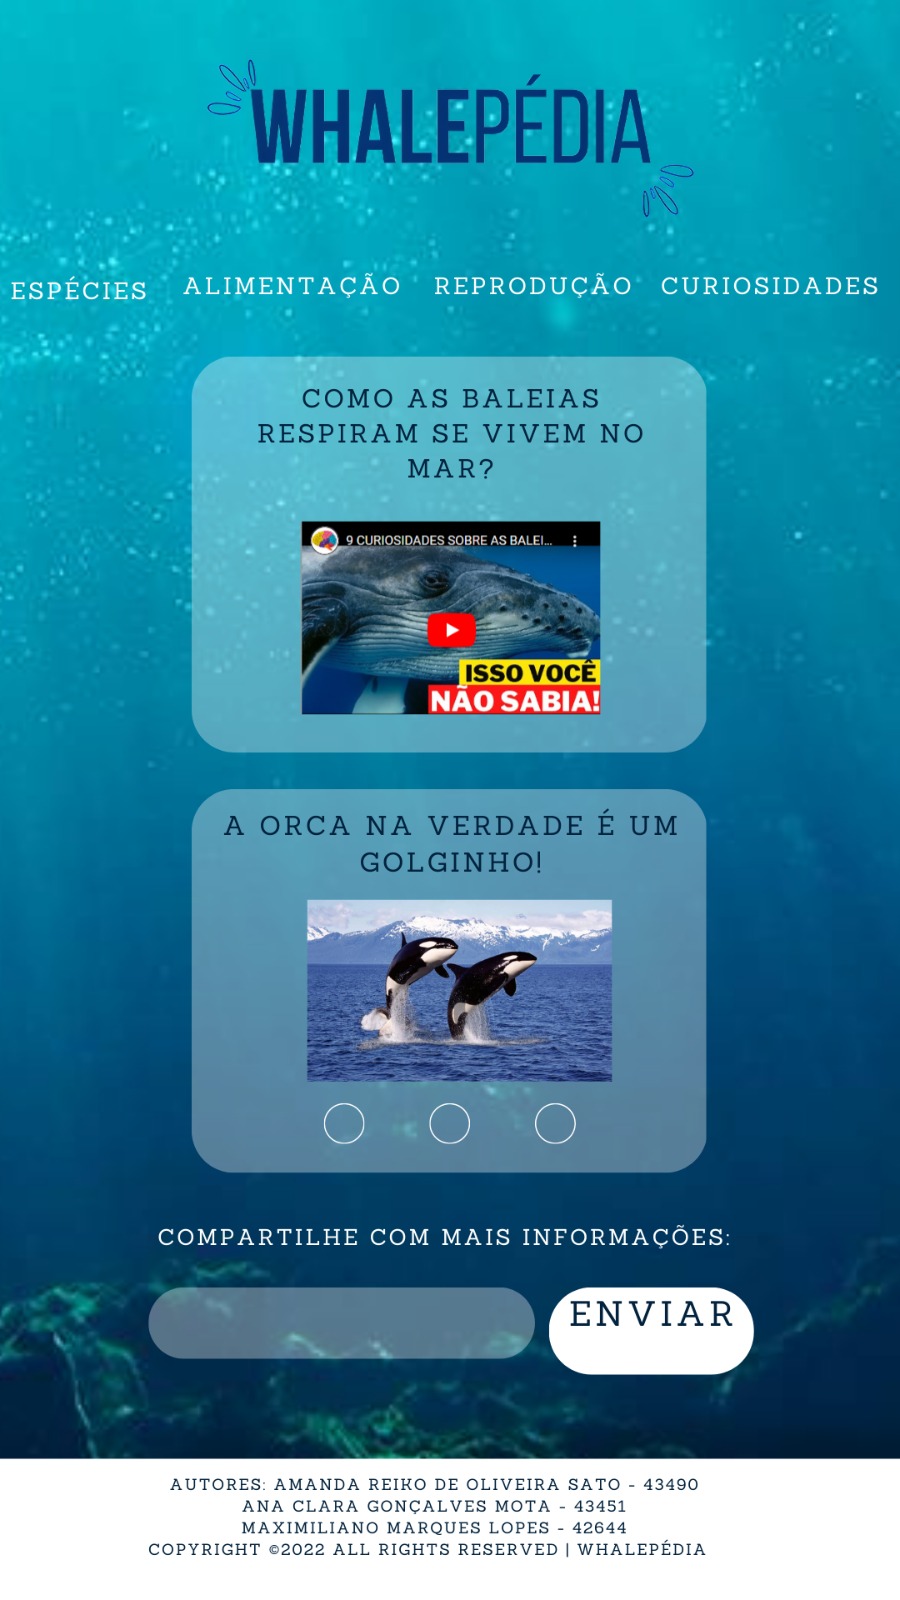 WHALEPÉDIA
ESPÉCIES ALIMENTAÇÃO REPRODUÇÃO CURIOSIDADES
COMO AS BALEIAS
RESPIRAM SE VIVEM NO
MAR?
9 CURIOSIDADES SOBRE AS BALEI...
ISSO VOCÊ
NÃO SABIA!
A ORCA NA VERDADE É UM
GOLGINHO!
COMPARTILHE COM MAIS INFORMAÇÕES:
ENVIAR
AUTORES: AMANDA REIKO DE OLIVEIRA SATO - 43490
ANA CLARA GONÇALVES MOTA - 43451
MAXIMILIANO MARQUES LOPES - 42644
COPYRIGHT ©2022 ALL RIGHTS RESERVED | WHALEPÉDIA